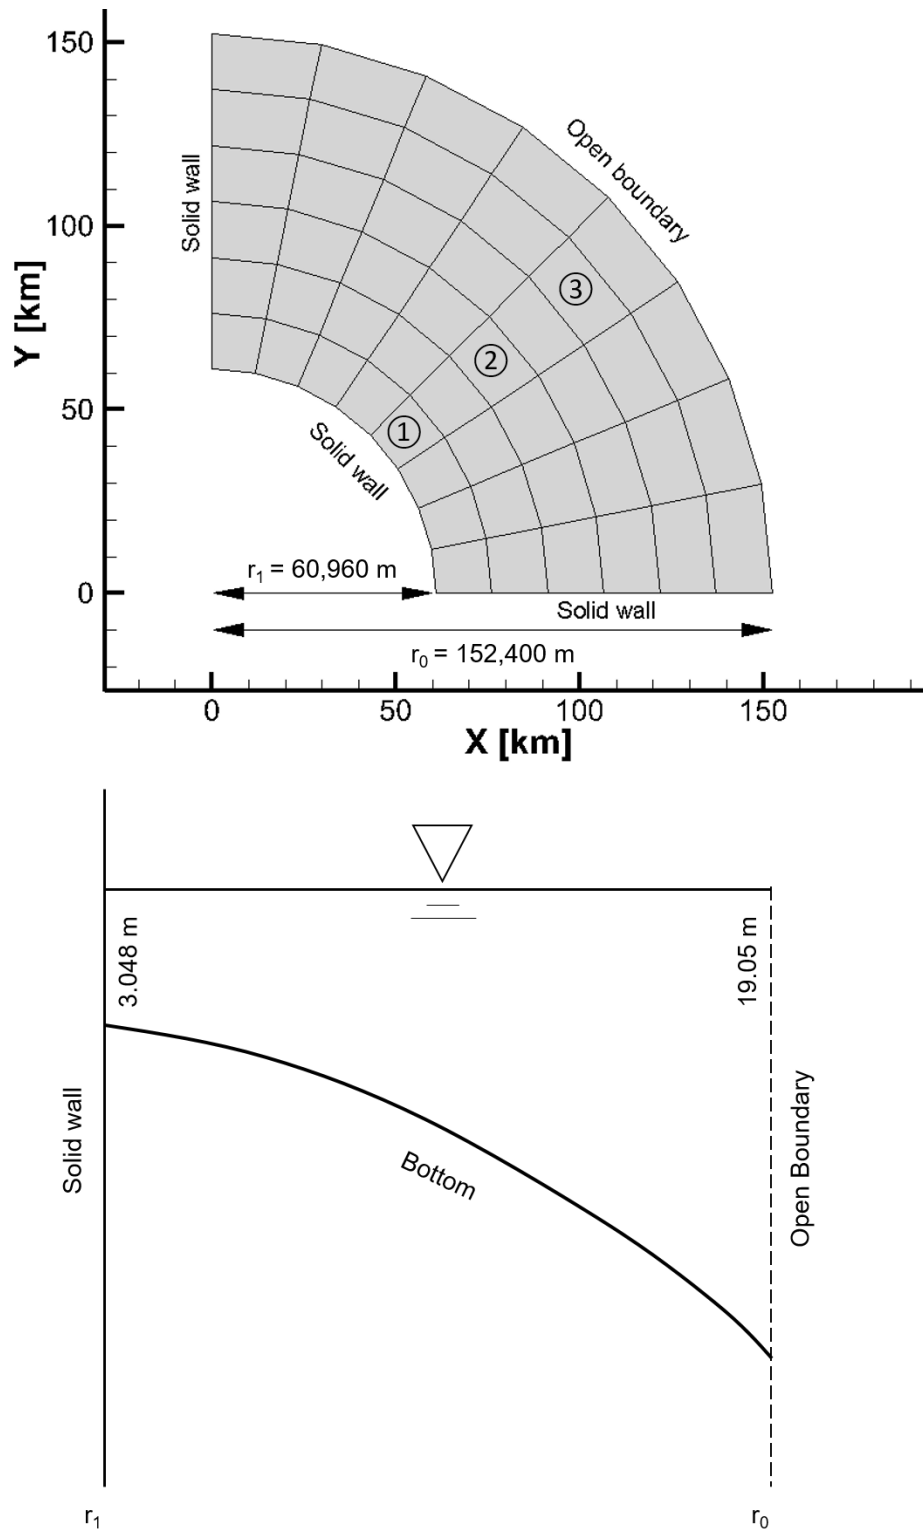 150
100
50
0
Y [km]
Solid wall
Open boundary
3
2
1
Solid wall
r₁ = 60,960 m
Solid wall
r₀ = 152,400 m
0
50
100
150
X [km]
3.048 m
19.05 m
Solid wall
Bottom
Open Boundary
r₁
r₀